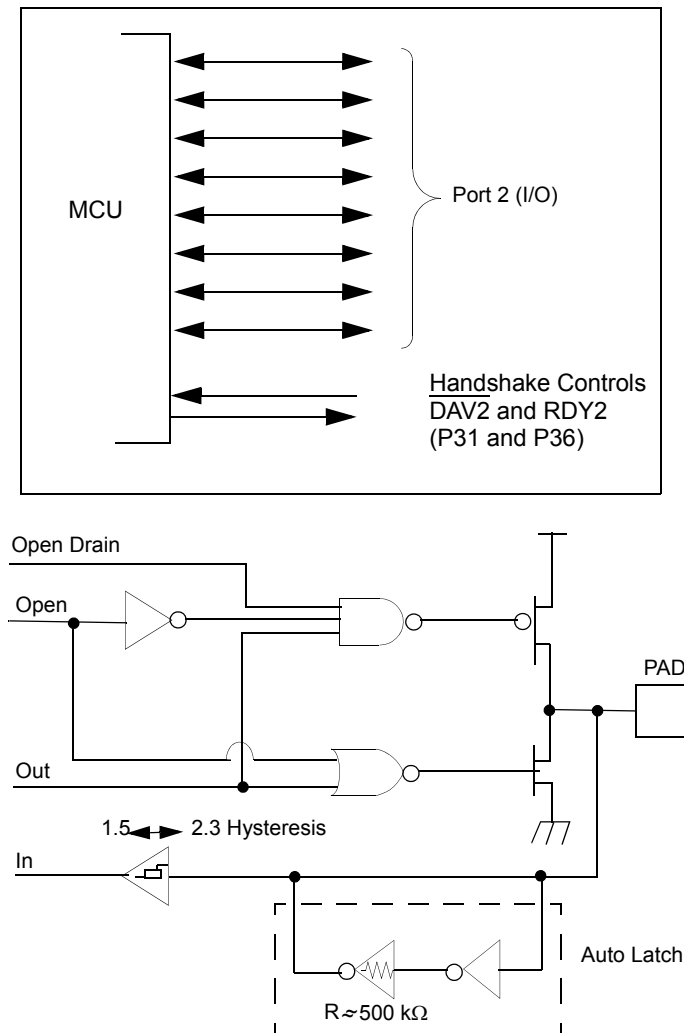 MCU
Port 2 (I/O)
Handshake Controls
DAV2 and RDY2
(P31 and P36)
Open Drain
Open
PAD
Out
1.5 2.3 Hysteresis
In
Auto Latch
R ≈ 500 kΩ